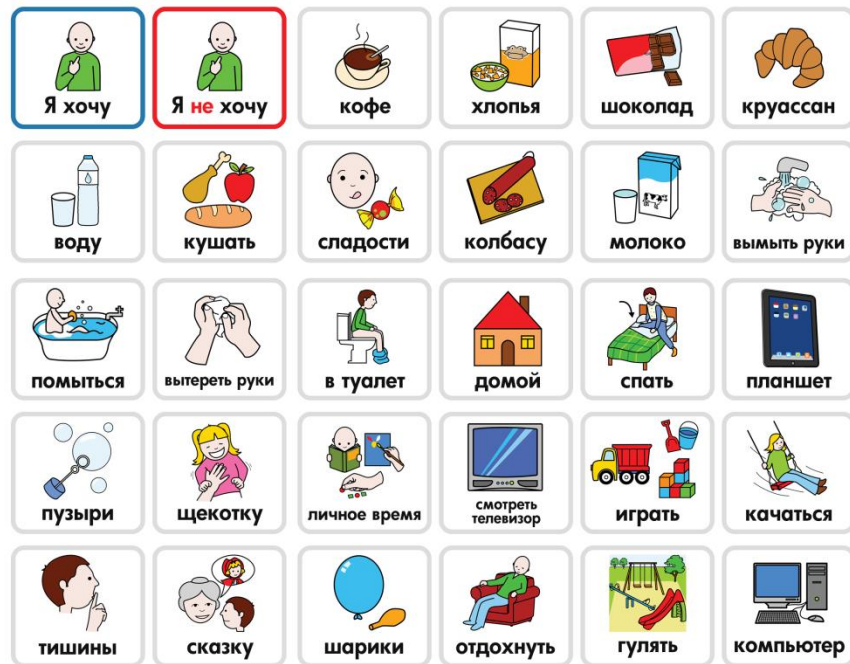 Я хочу
Я не хочу
кофе
хлопья
шоколад
круассан
воду
кушать
сладости
колбасу
молоко
вымыть руки
помыться
вытереть руки
в туалет
домой
спать
планшет
пузыри
щекотку
личное время
смотреть
телевизор
играть
качаться
тишины
сказку
шарики
отдохнуть
гулять
компьютер